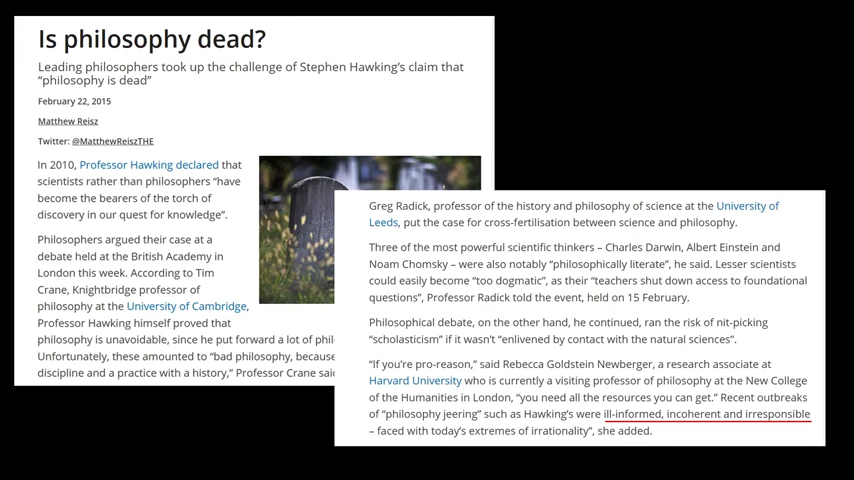 Is philosophy dead?
Leading philosophers took up the challenge of Stephen Hawking's claim that
"philosophy is dead"
February 22, 2015
Matthew Reisz
Twitter: @MatthewReiszTHE
In 2010, Professor Hawking declared that
scientists rather than philosophers "have
become the bearers of the torch of
discovery in our quest for knowledge".
Philosophers argued their case at a
debate held at the British Academy in
London this week. According to Tim
Crane, Knightbridge professor of
philosophy at the University of Cambridge,
Professor Hawking himself proved that
philosophy is unavoidable, since he put forward a lot of phil
Unfortunately, these amounted to "bad philosophy, because
discipline and a practice with a history," Professor Crane said
Greg Radick, professor of the history and philosophy of science at the University of
Leeds, put the case for cross-fertilisation between science and philosophy.
Three of the most powerful scientific thinkers – Charles Darwin, Albert Einstein and
Noam Chomsky – were also notably "philosophically literate", he said. Lesser scientists
could easily become "too dogmatic", as their "teachers shut down access to foundational
questions", Professor Radick told the event, held on 15 February.
Philosophical debate, on the other hand, he continued, ran the risk of nit-picking
"scholasticism" if it wasn't "enlivened by contact with the natural sciences".
"If you're pro-reason," said Rebecca Goldstein Newberger, a research associate at
Harvard University who is currently a visiting professor of philosophy at the New College
of the Humanities in London, "you need all the resources you can get." Recent outbreaks
of "philosophy jeering" such as Hawking's were ill-informed, incoherent and irresponsible
– faced with today's extremes of irrationality", she added.